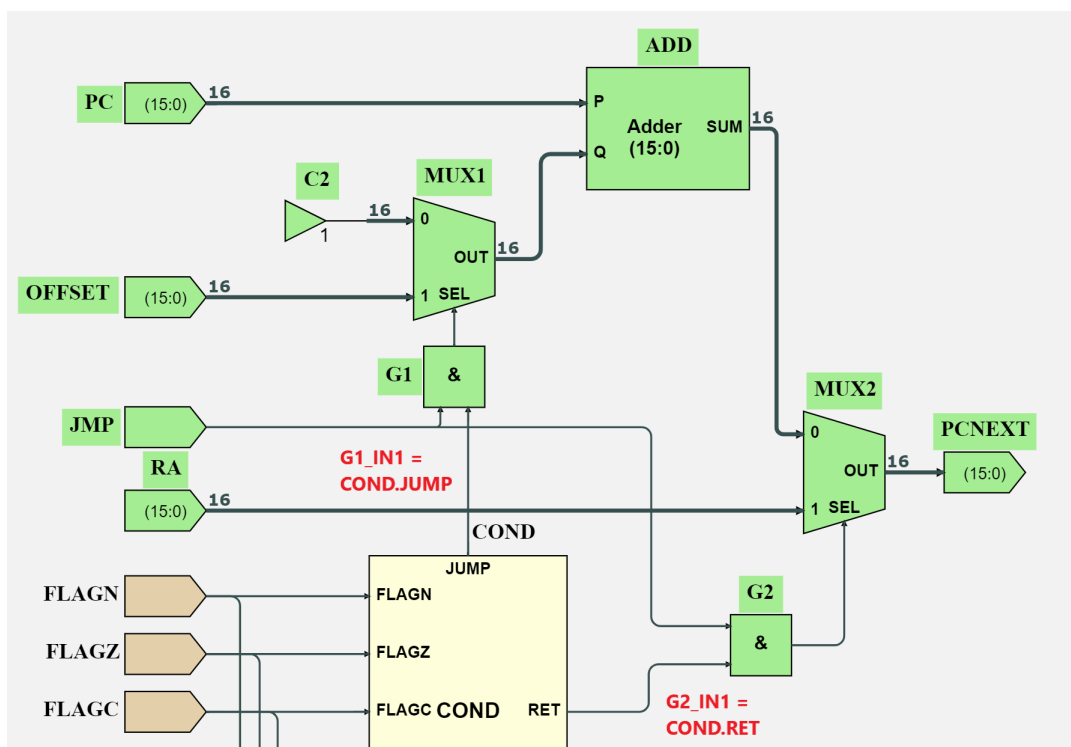 ADD
PC
(15:0)
16
P
Adder
(15:0)
SUM
16
Q
C2
MUX1
1
16
0
OUT
16
OFFSET
(15:0)
16
1
SEL
G1
&
MUX2
JMP
0
PCNEXT
RA
G1_IN1 =
COND.JUMP
OUT
16
(15:0)
(15:0)
16
1
SEL
COND
JUMP
FLAGN
FLAGN
G2
&
FLAGZ
FLAGZ
FLAGC
FLAGC
COND
RET
G2_IN1 =
COND.RET